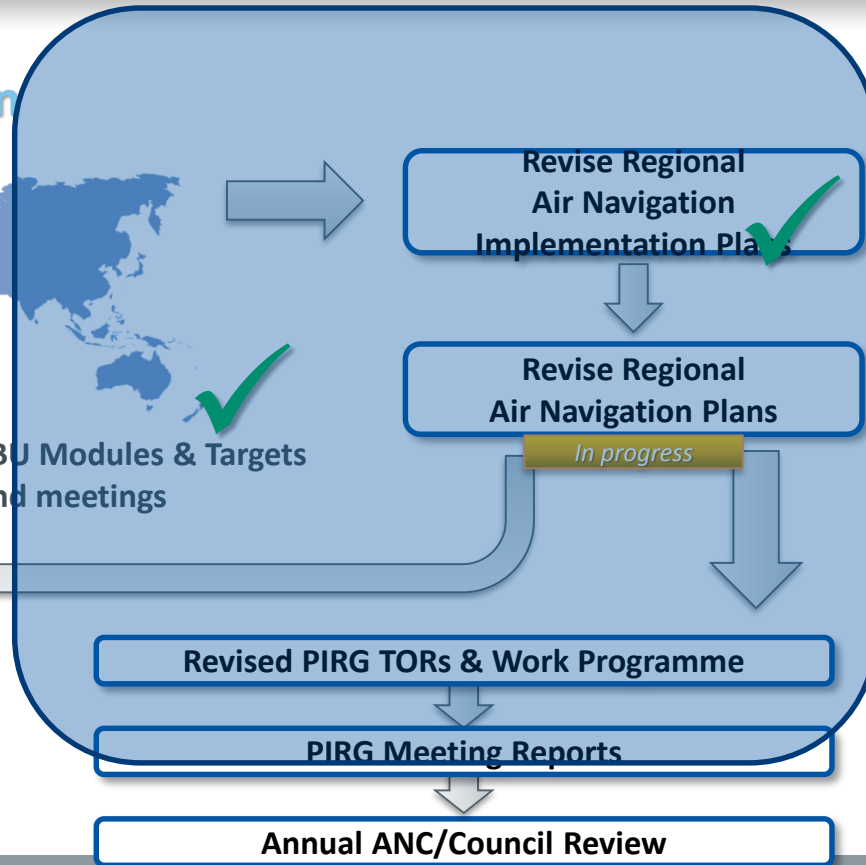 Revise Regional
Air Navigation
Implementation Plans
Revise Regional
Air Navigation Plans
In progress
BU Modules & Targets
nd meetings
Revised PIRG TORs & Work Programme
PIRG Meeting Reports
Annual ANC/Council Review